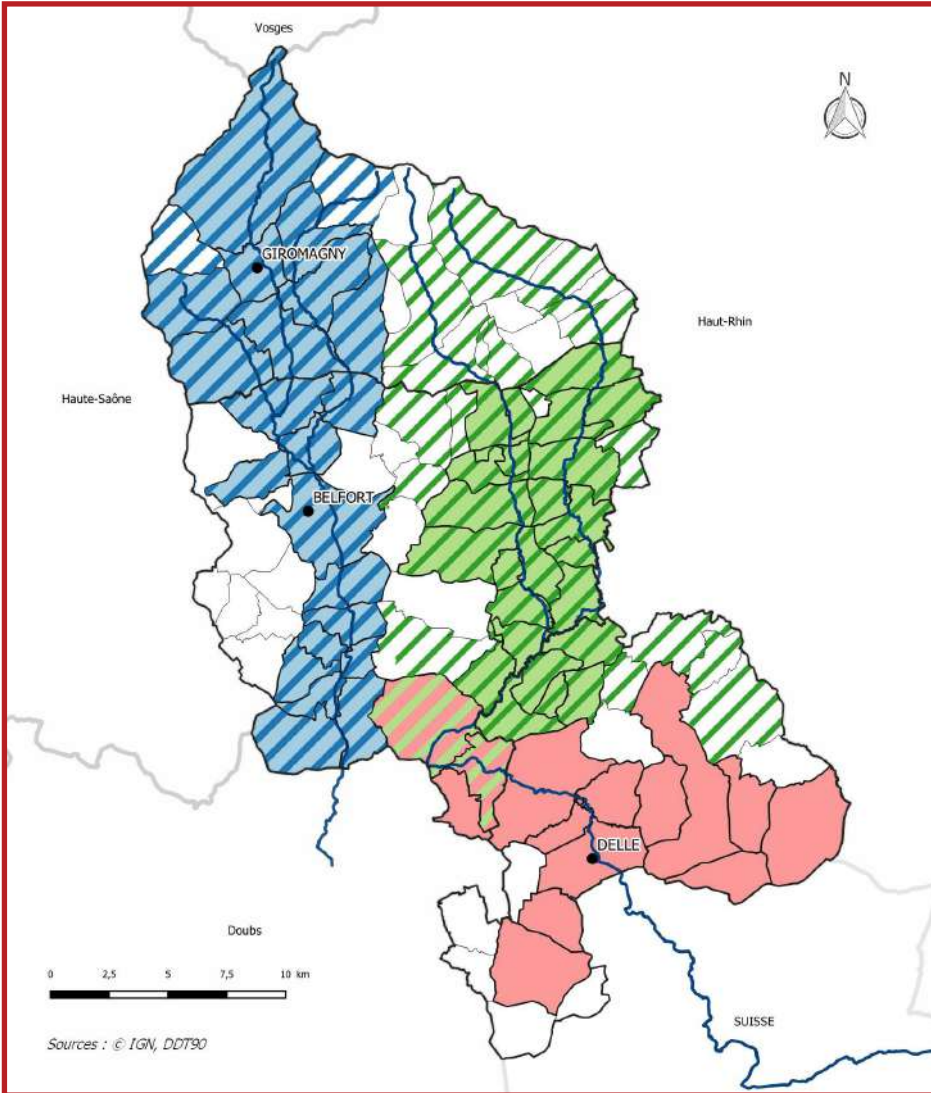 Vosges
N
GIROMAGNY
Haut-Rhin
Haute-Saône
BELFORT
DELLE
Doubs
0 2,5 5 7,5 10 km
SUISSE
Sources : © IGN, DDT90